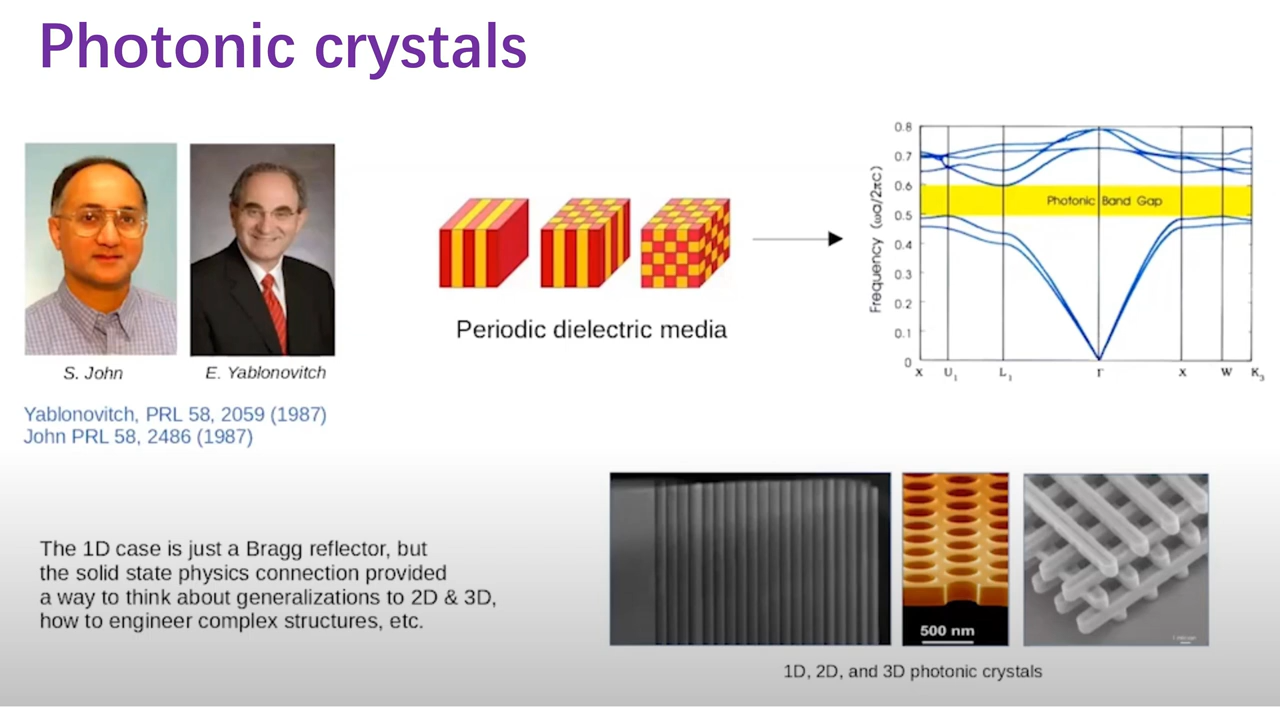 Photonic crystals
S. John
E. Yablonovitch
Yablonovitch, PRL 58, 2059 (1987)
John PRL 58, 2486 (1987)
Periodic dielectric media
Frequency (ωa/2πc)
0.8
0.7
0.6
0.5
0.4
0.3
0.2
0.1
0
Photonic Band Gap
X U₁ L₁ Γ X W K₃
The 1D case is just a Bragg reflector, but
the solid state physics connection provided
a way to think about generalizations to 2D & 3D,
how to engineer complex structures, etc.
500 nm
1D, 2D, and 3D photonic crystals